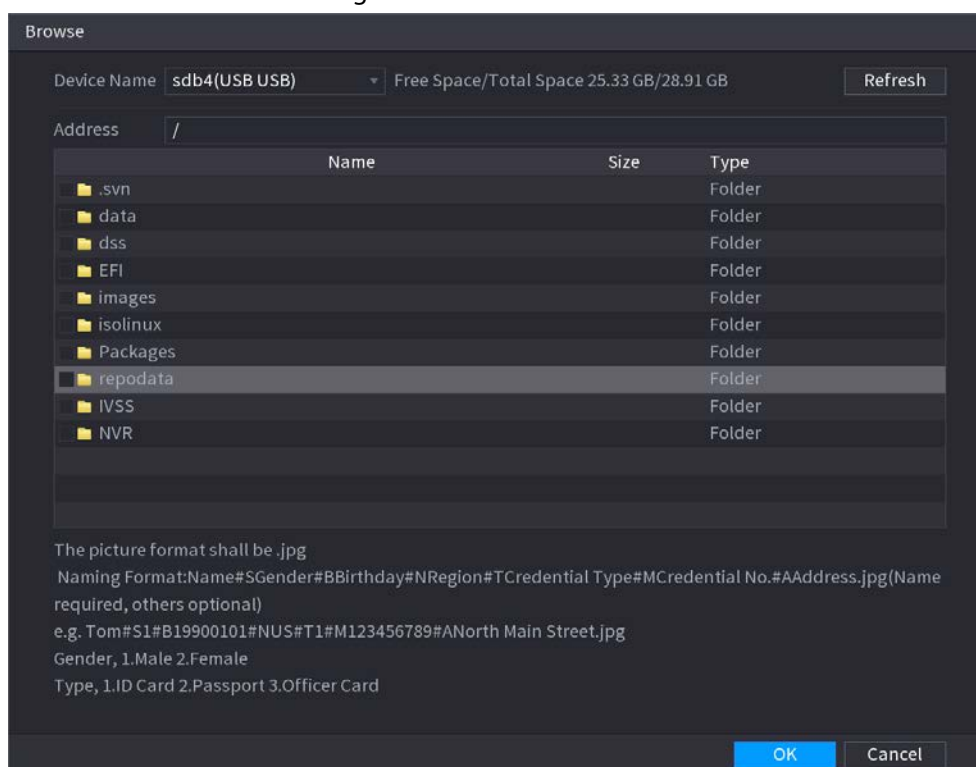 Browse
Device Name sdb4(USB USB) Free Space/Total Space 25.33 GB/28.91 GB Refresh
Address /
Name Size Type
.svn Folder
data Folder
dss Folder
EFI Folder
images Folder
isolinux Folder
Packages Folder
repodata Folder
IVSS Folder
NVR Folder
The picture format shall be .jpg
Naming Format:Name#SGender#BBirthday#NRegion#TCredential Type#MCredential No.#AAddress.jpg(Name
required, others optional)
e.g. Tom#S1#B19900101#NUS#T1#M123456789#ANorth Main Street.jpg
Gender, 1.Male 2.Female
Type, 1.ID Card 2.Passport 3.Officer Card
OK Cancel